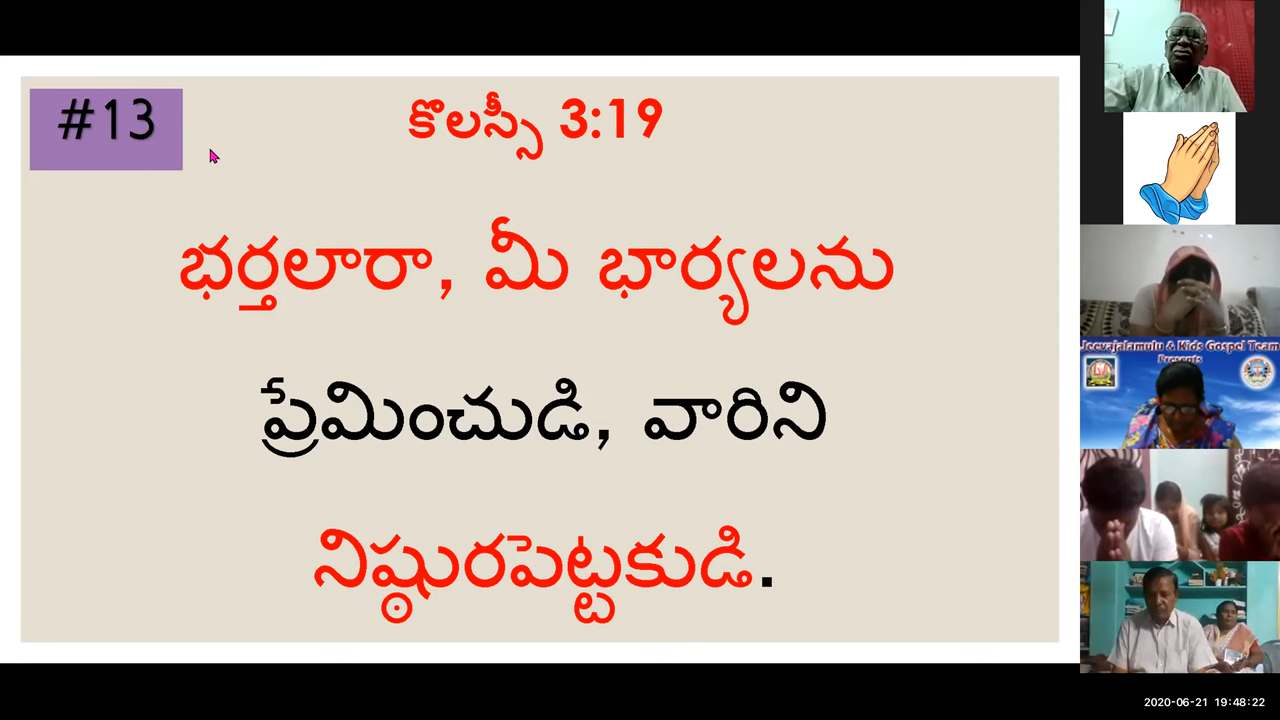 #13
కొలస్సీ 3:19
భర్తలారా, మీ భార్యలను
ప్రేమించుడి, వారిని
నిష్ఠురపెట్టకుడి.
Jeevajalamulu & Kids Gospel Team
Presents
2020-06-21 19:48:22